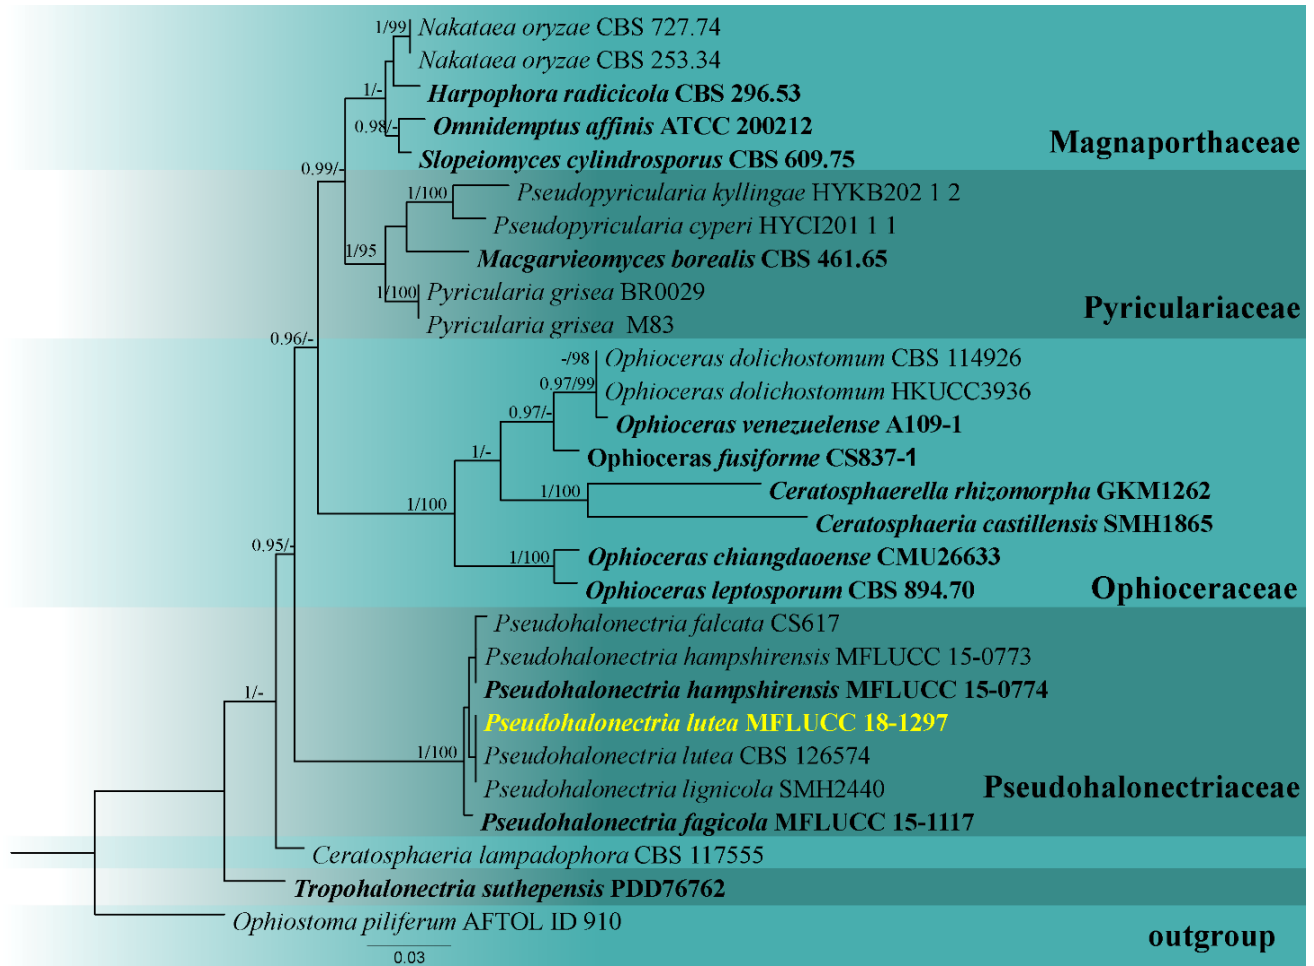 1/99
Nakataea oryzae CBS 727.74
Nakataea oryzae CBS 253.34
1/-
Harpophora radicicola CBS 296.53
0.98/-
Omnidemptus affinis ATCC 200212
Magnaporthaceae
Slopeiomyces cylindrosporus CBS 609.75
0.99/-
1/100
Pseudopyricularia kyllingae HYKB202 1 2
Pseudopyricularia cyperi HYCI201 1 1
1/95
Macgarvieomyces borealis CBS 461.65
1/100
Pyricularia grisea BR0029
Pyriculariaceae
Pyricularia grisea M83
0.96/-
-/98
Ophioceras dolichostomum CBS 114926
0.97/99
Ophioceras dolichostomum HKUCC3936
0.97/-
Ophioceras venezuelense A109-1
1/-
Ophioceras fusiforme CS837-1
1/100
Ceratosphaerella rhizomorpha GKM1262
1/100
Ceratosphaeria castillensis SMH1865
0.95/-
1/100
Ophioceras chiangdaoense CMU26633
Ophioceras leptosporum CBS 894.70
Ophioceraceae
Pseudohalonectria falcata CS617
Pseudohalonectria hampshirensis MFLUCC 15-0773
1/-
Pseudohalonectria hampshirensis MFLUCC 15-0774
Pseudohalonectria lutea MFLUCC 18-1297
1/100
Pseudohalonectria lutea CBS 126574
Pseudohalonectria lignicola SMH2440
Pseudohalonectriaceae
Pseudohalonectria fagicola MFLUCC 15-1117
Ceratosphaeria lampadophora CBS 117555
Tropohalonectria suthepensis PDD76762
Ophiostoma piliferum AFTOL ID 910
outgroup
0.03